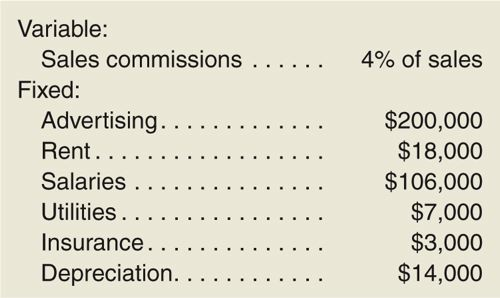 Variable:
Sales commissions . . . . . . 4% of sales
Fixed:
Advertising. . . . . . . . . . . . . $200,000
Rent . . . . . . . . . . . . . . . . . . $18,000
Salaries . . . . . . . . . . . . . . . $106,000
Utilities . . . . . . . . . . . . . . . . $7,000
Insurance . . . . . . . . . . . . . . $3,000
Depreciation. . . . . . . . . . . . $14,000